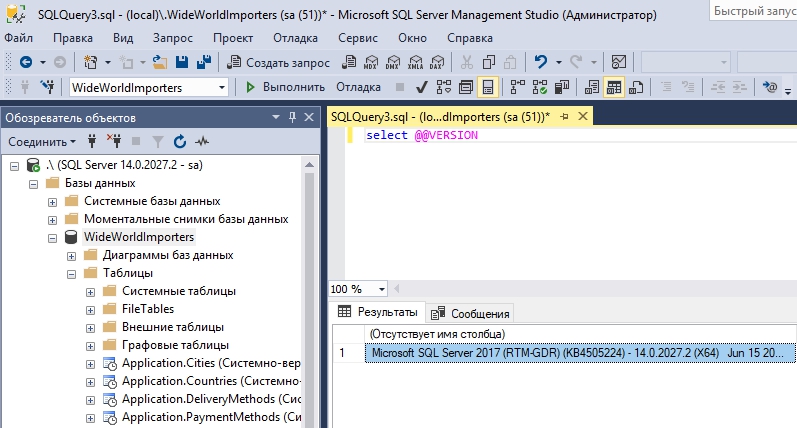 SQLQuery3.sql - (local)\.WideWorldImporters (sa (51))* - Microsoft SQL Server Management Studio (Администратор)
Быстрый запус
Файл Правка Вид Запрос Проект Отладка Сервис Окно Справка
Создать запрос MDX DMX XMLA DAX
WideWorldImporters Выполнить Отладка
Обозреватель объектов
SQLQuery3.sql - (lo...dImporters (sa (51))*
Соединить
select @@VERSION
.\ (SQL Server 14.0.2027.2 - sa)
Базы данных
Системные базы данных
Моментальные снимки базы данных
WideWorldImporters
Диаграммы баз данных
Таблицы
Системные таблицы
FileTables
Внешние таблицы
Графовые таблицы
Application.Cities (Системно-вер
Application.Countries (Системно-
Application.DeliveryMethods (Си
Application.PaymentMethods (Си
100 %
Результаты Сообщения
(Отсутствует имя столбца)
1 Microsoft SQL Server 2017 (RTM-GDR) (KB4505224) - 14.0.2027.2 (X64) Jun 15 20...